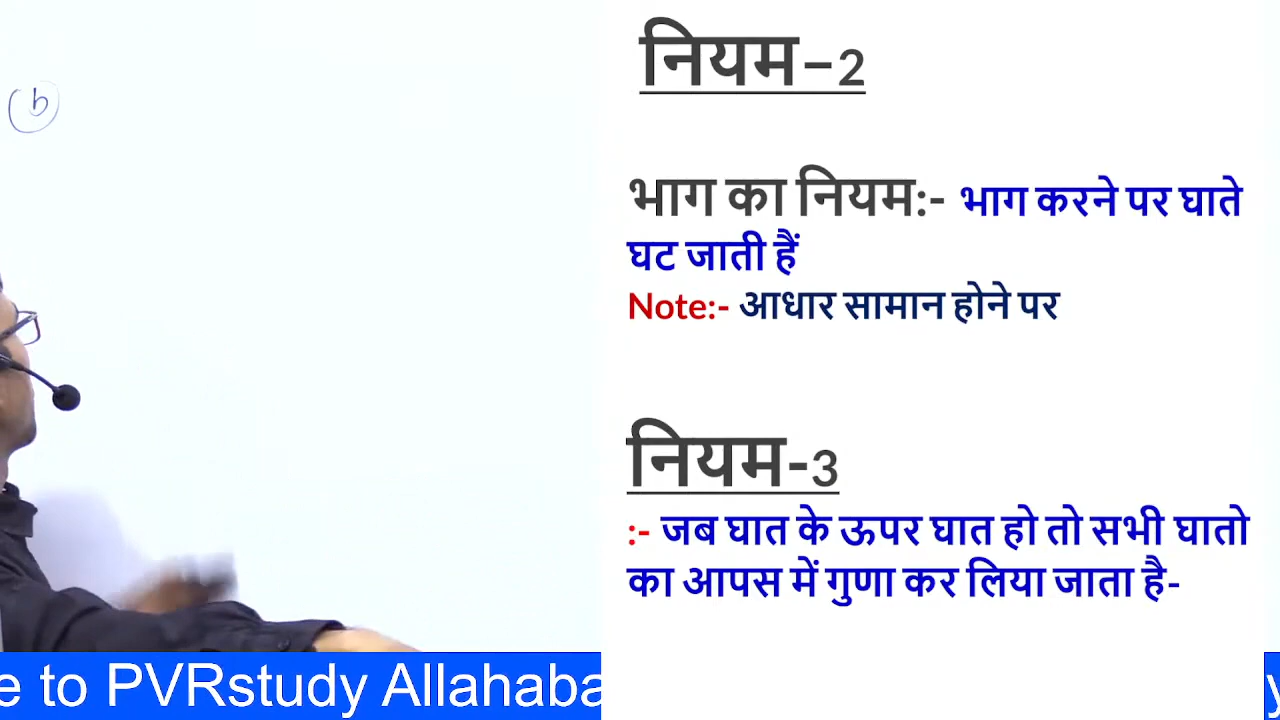 b
नियम–2
भाग का नियम:- भाग करने पर घाते
घट जाती हैं
Note:- आधार सामान होने पर
नियम-3
:- जब घात के ऊपर घात हो तो सभी घातो
का आपस में गुणा कर लिया जाता है-
e to PVRstudy Allahaba